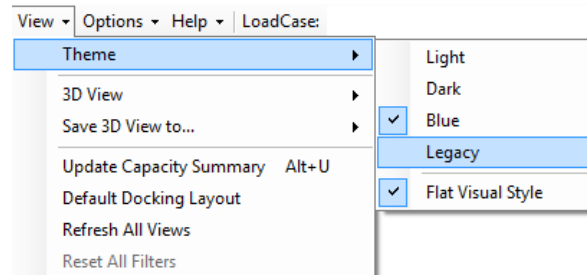 View Options Help LoadCase:
Theme
Light
Dark
3D View
Blue
Save 3D View to...
Legacy
Update Capacity Summary Alt+U
Flat Visual Style
Default Docking Layout
Refresh All Views
Reset All Filters